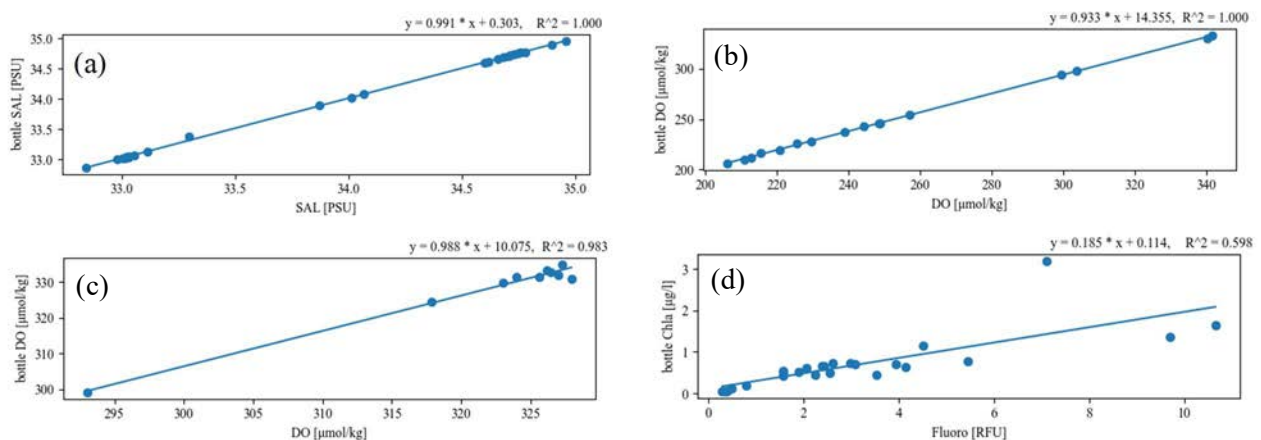 y = 0.991 * x + 0.303, R^2 = 1.000
(a)
bottle SAL [PSU]
35.0
34.5
34.0
33.5
33.0
33.0 33.5 34.0 34.5 35.0
SAL [PSU]
y = 0.933 * x + 14.355, R^2 = 1.000
(b)
bottle DO [μmol/kg]
300
250
200
200 220 240 260 280 300 320 340
DO [μmol/kg]
y = 0.988 * x + 10.075, R^2 = 0.983
(c)
bottle DO [μmol/kg]
330
320
310
300
295 300 305 310 315 320 325
DO [μmol/kg]
y = 0.185 * x + 0.114, R^2 = 0.598
(d)
bottle Chla [μg/l]
3
2
1
0
0 2 4 6 8 10
Fluoro [RFU]